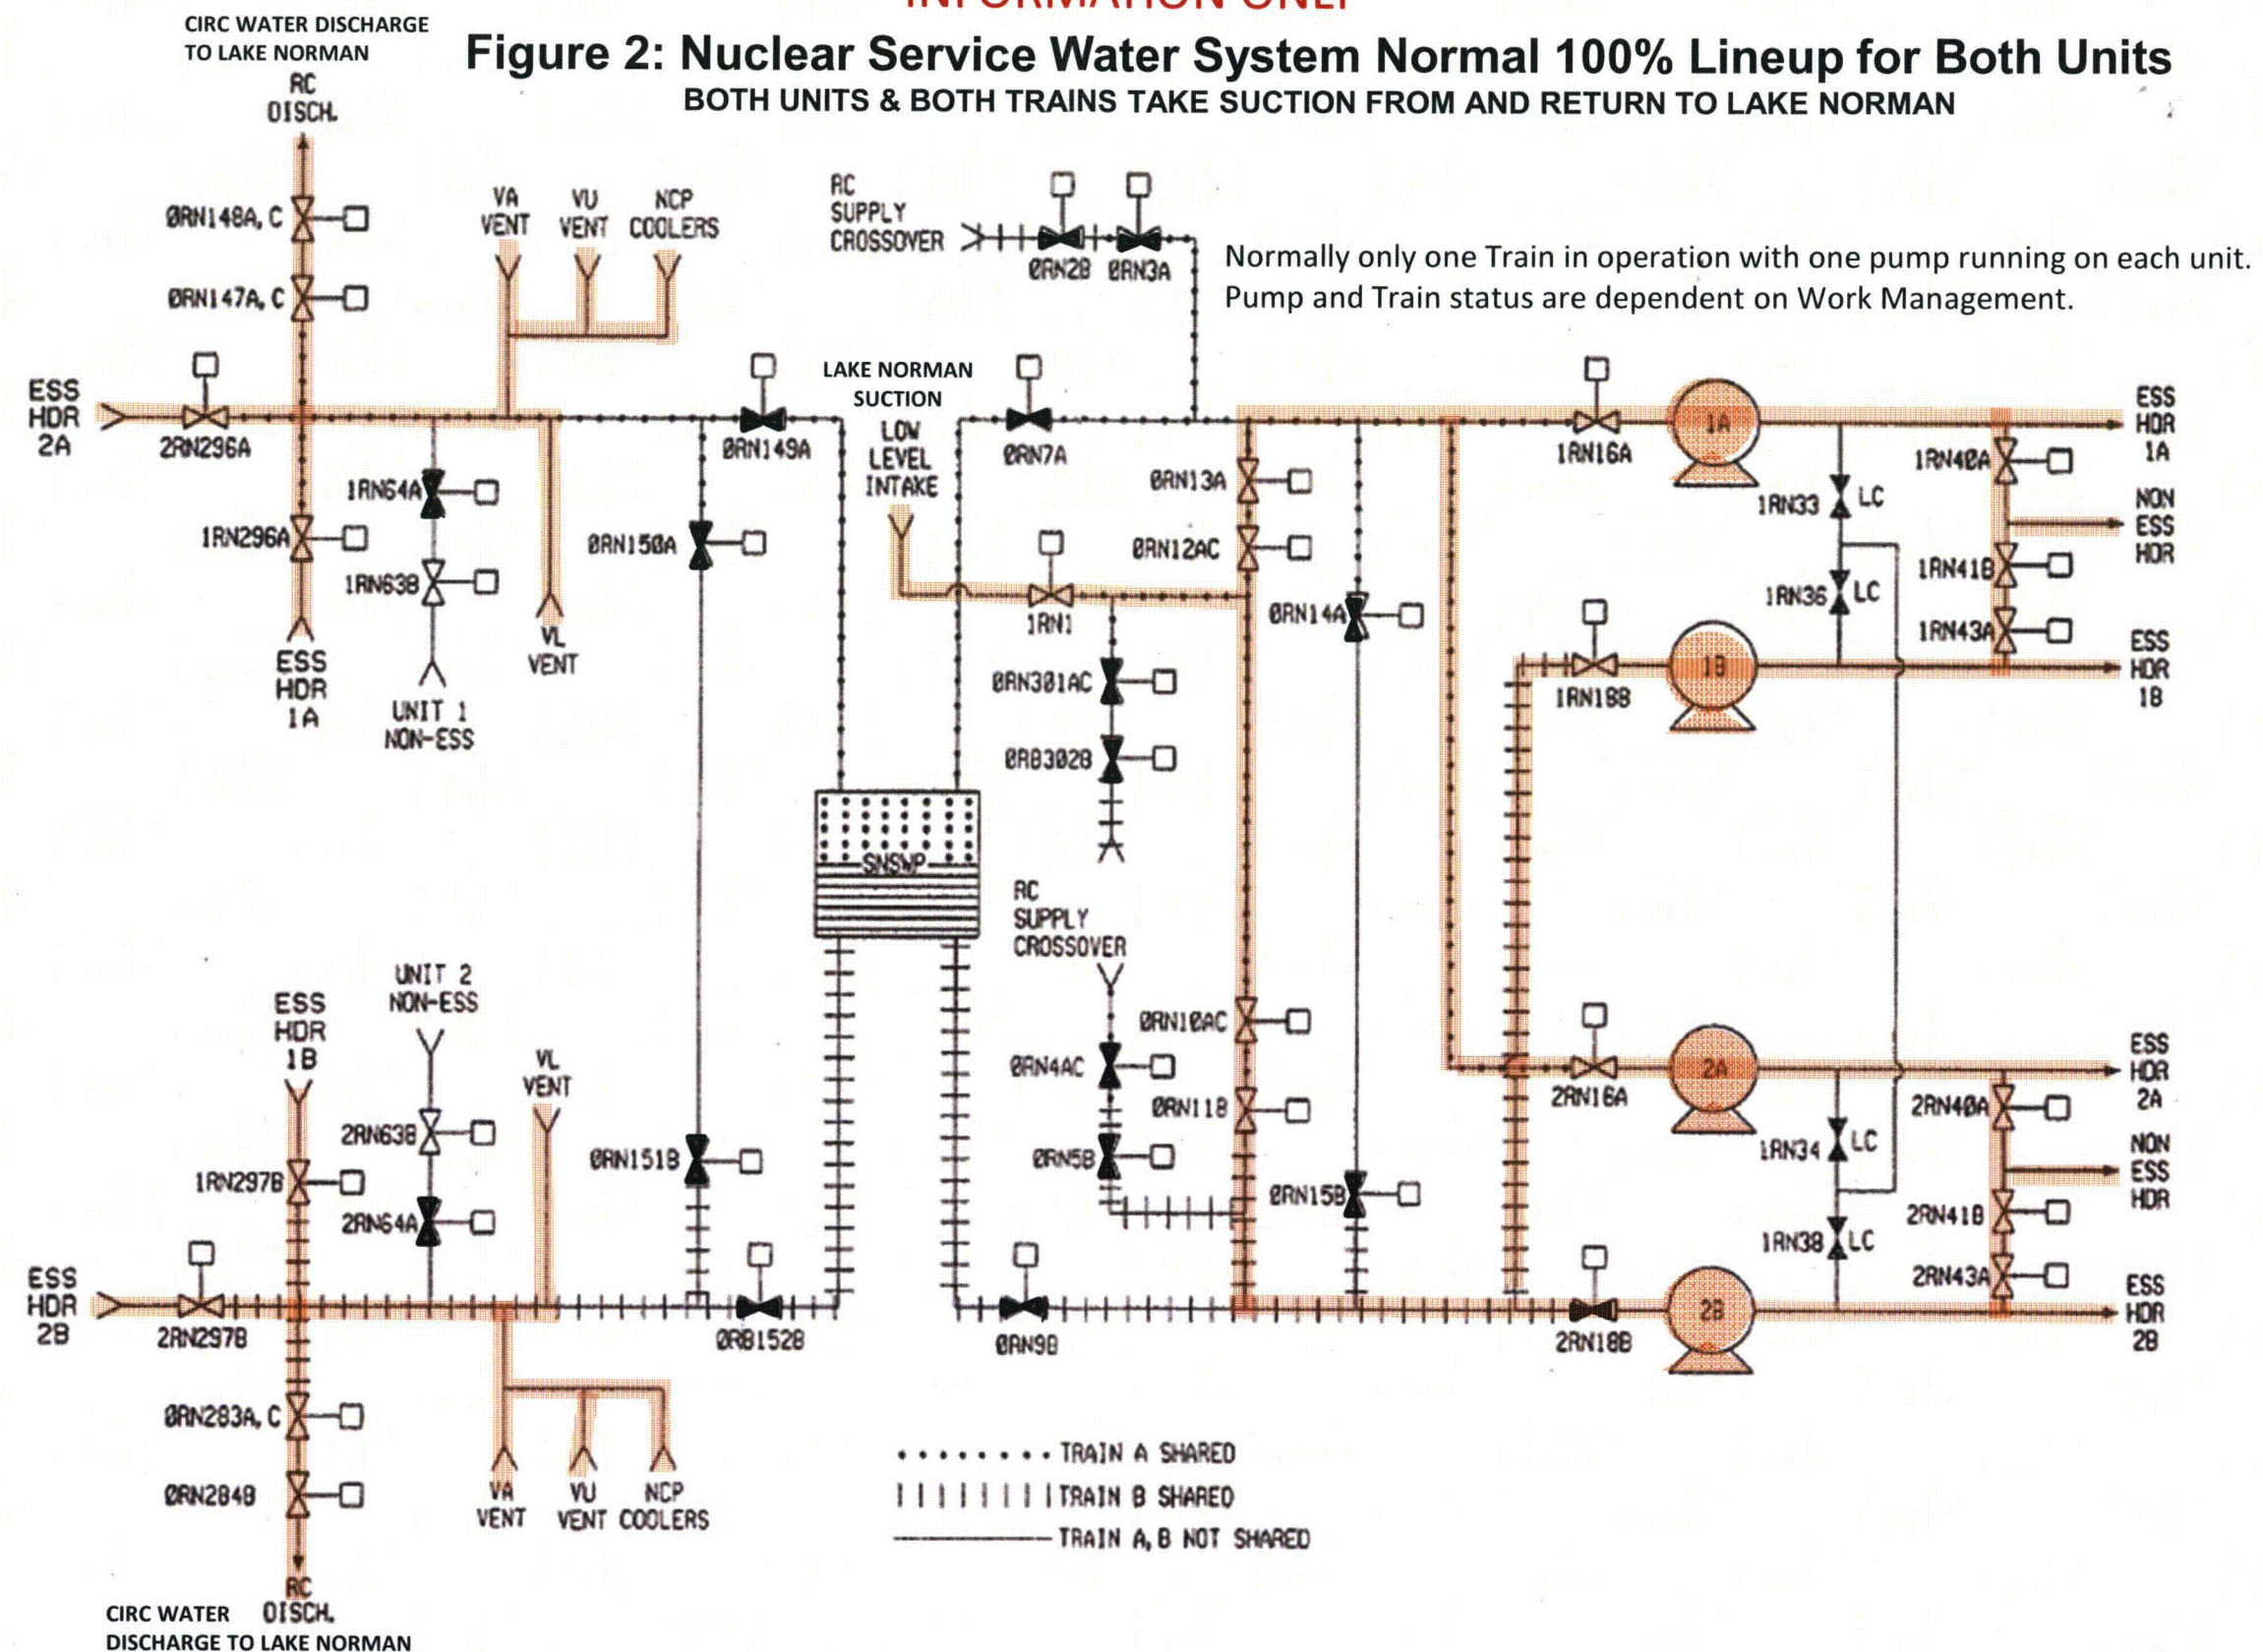 INFORMATION ONLY
Figure 2: Nuclear Service Water System Normal 100% Lineup for Both Units
BOTH UNITS & BOTH TRAINS TAKE SUCTION FROM AND RETURN TO LAKE NORMAN
CIRC WATER DISCHARGE
TO LAKE NORMAN
RC
DISCH.
ØRN148A, C
ØRN147A, C
VA
VENT
VU
VENT
NCP
COOLERS
RC
SUPPLY
CROSSOVER
ØRN2B
ØRN3A
Normally only one Train in operation with one pump running on each unit.
Pump and Train status are dependent on Work Management.
ESS
HDR
2A
2RN296A
1RN64A
1RN296A
1RN63B
ESS
HDR
1A
UNIT 1
NON-ESS
VL
VENT
ØRN149A
ØRN150A
LAKE NORMAN
SUCTION
LOW
LEVEL
INTAKE
ØRN7A
ØRN13A
ØRN12AC
1RN1
ØRN301AC
ØRB302B
ØRN14A
1RN16A
1A
1RN33
LC
1RN36
LC
1RN18B
1B
1RN40A
1RN41B
1RN43A
ESS
HDR
1A
NON
ESS
HDR
ESS
HDR
1B
SNSWP
RC
SUPPLY
CROSSOVER
ØRN4AC
ØRN5B
ØRN10AC
ØRN11B
ØRN15B
2RN16A
2A
1RN34
LC
1RN38
LC
2RN18B
2B
2RN40A
2RN41B
2RN43A
ESS
HDR
2A
NON
ESS
HDR
ESS
HDR
2B
ESS
HDR
1B
UNIT 2
NON-ESS
VL
VENT
2RN63B
1RN297B
2RN64A
ØRN151B
ESS
HDR
2B
2RN297B
ØRB152B
ØRN9B
ØRN283A, C
ØRN284B
VA
VENT
VU
VENT
NCP
COOLERS
TRAIN A SHARED
TRAIN B SHARED
TRAIN A, B NOT SHARED
RC
DISCH.
CIRC WATER
DISCHARGE TO LAKE NORMAN